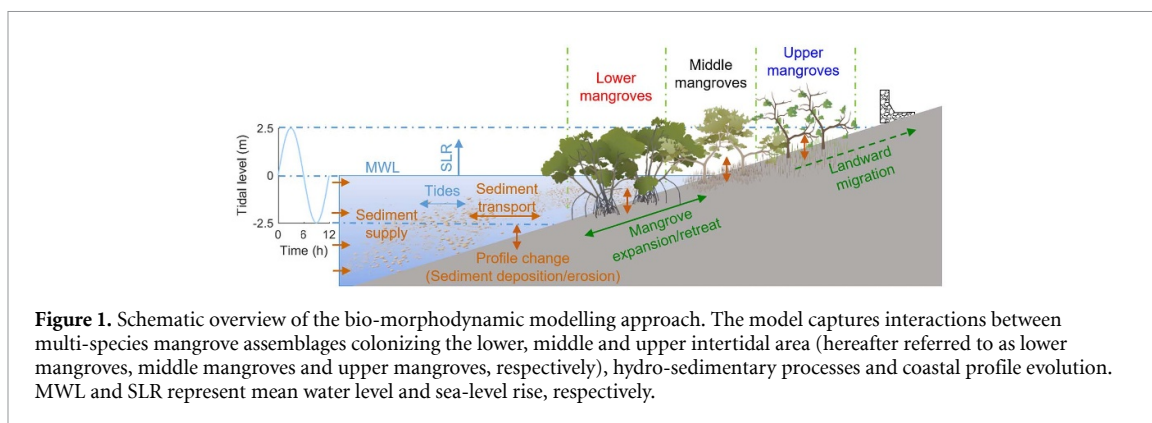 Lower
mangroves
Middle
mangroves
Upper
mangroves
Tidal level (m)
2.5
0
-2.5
0 6 12
Time (h)
MWL
SLR
Tides
Sediment
supply
Sediment
transport
Profile change
(Sediment deposition/erosion)
Mangrove
expansion/retreat
Landward
migration
Figure 1. Schematic overview of the bio-morphodynamic modelling approach. The model captures interactions between
multi-species mangrove assemblages colonizing the lower, middle and upper intertidal area (hereafter referred to as lower
mangroves, middle mangroves and upper mangroves, respectively), hydro-sedimentary processes and coastal profile evolution.
MWL and SLR represent mean water level and sea-level rise, respectively.